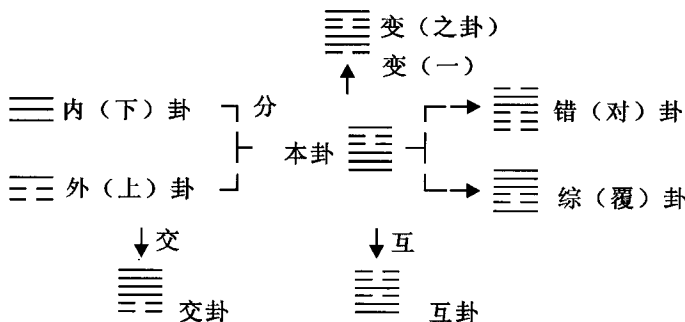 变（之卦）
变（一）
内（下）卦
分
错（对）卦
本卦
外（上）卦
综（覆）卦
交
互
交卦
互卦